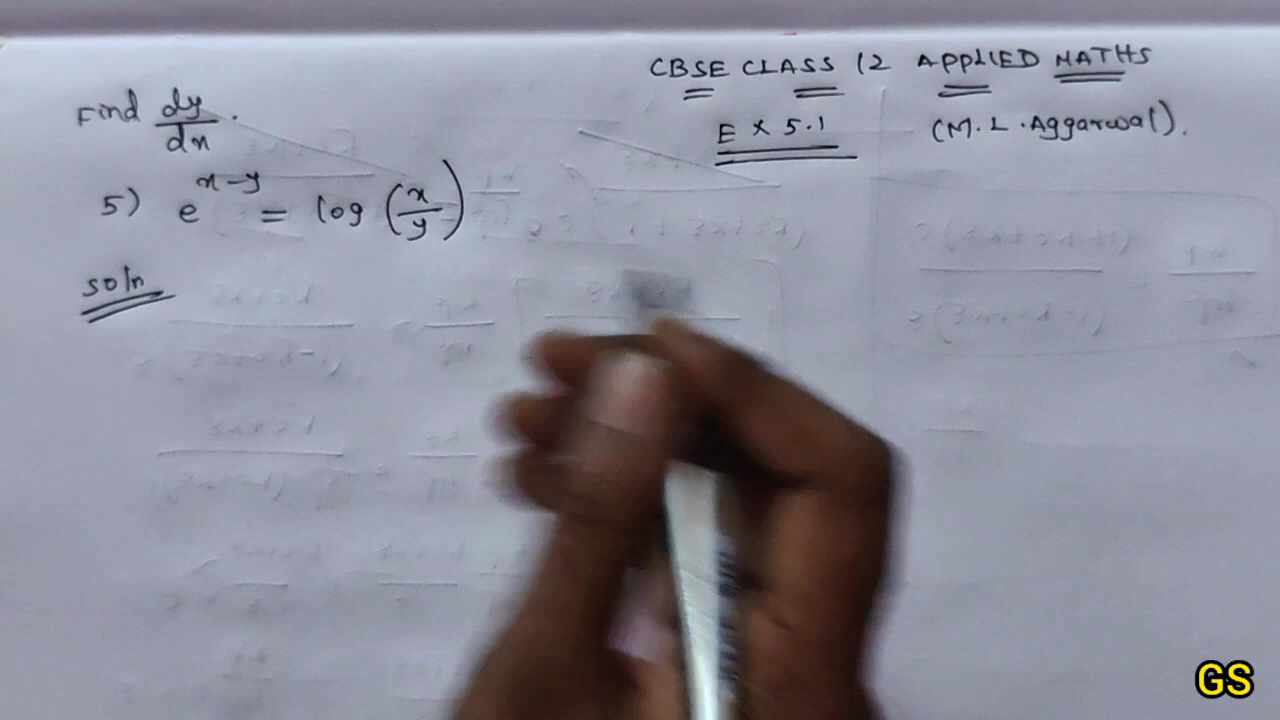 CBSE CLASS 12 APPLIED MATHS
Find dy/dx.
E x 5.1 (M.L.Aggarwal).
5) e^(x-y) = log (x/y)
Soln
GS